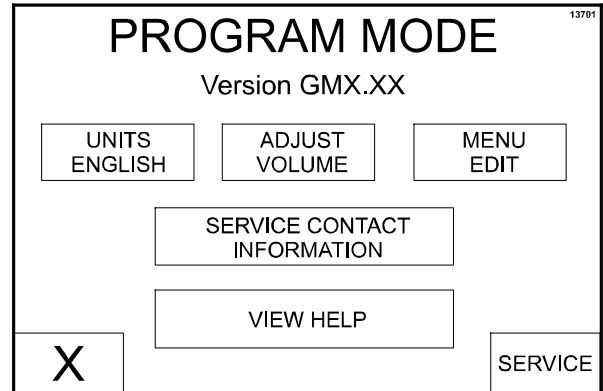 13701
PROGRAM MODE
Version GMX.XX
UNITS
ENGLISH
ADJUST
VOLUME
MENU
EDIT
SERVICE CONTACT
INFORMATION
VIEW HELP
X
SERVICE